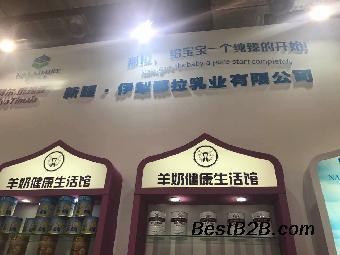 给宝宝一个纯臻的开始!
the baby a pure start completely.
新疆·伊犁那拉乳业有限公司
羊奶健康生活馆
羊奶健康生活馆
NA
BestB2B.com